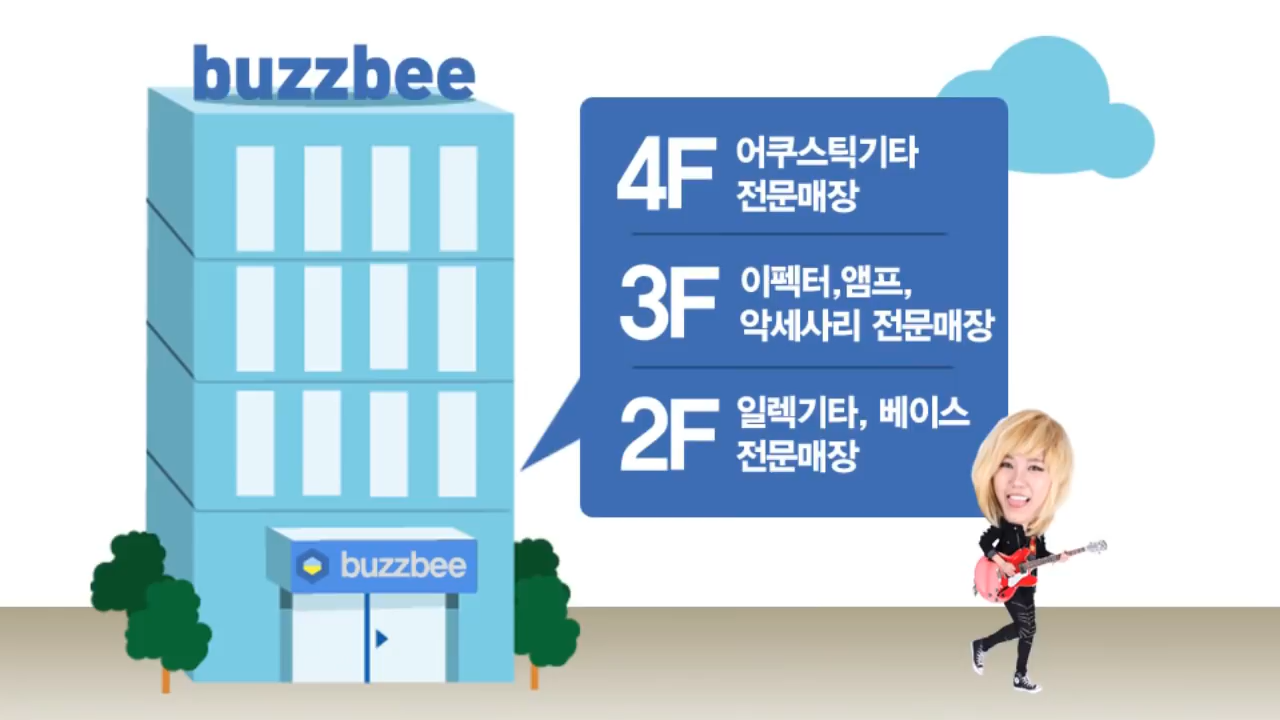 buzzbee
4F 어쿠스틱기타
전문매장
3F 이펙터,앰프,
악세사리 전문매장
2F 일렉기타, 베이스
전문매장
buzzbee